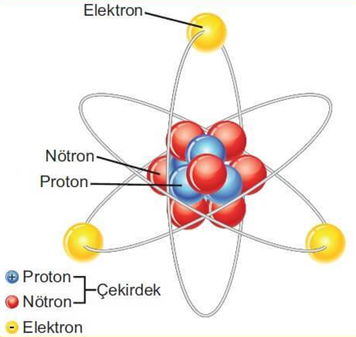 Elektron
Nötron
Proton
+ Proton
Nötron
Çekirdek
- Elektron